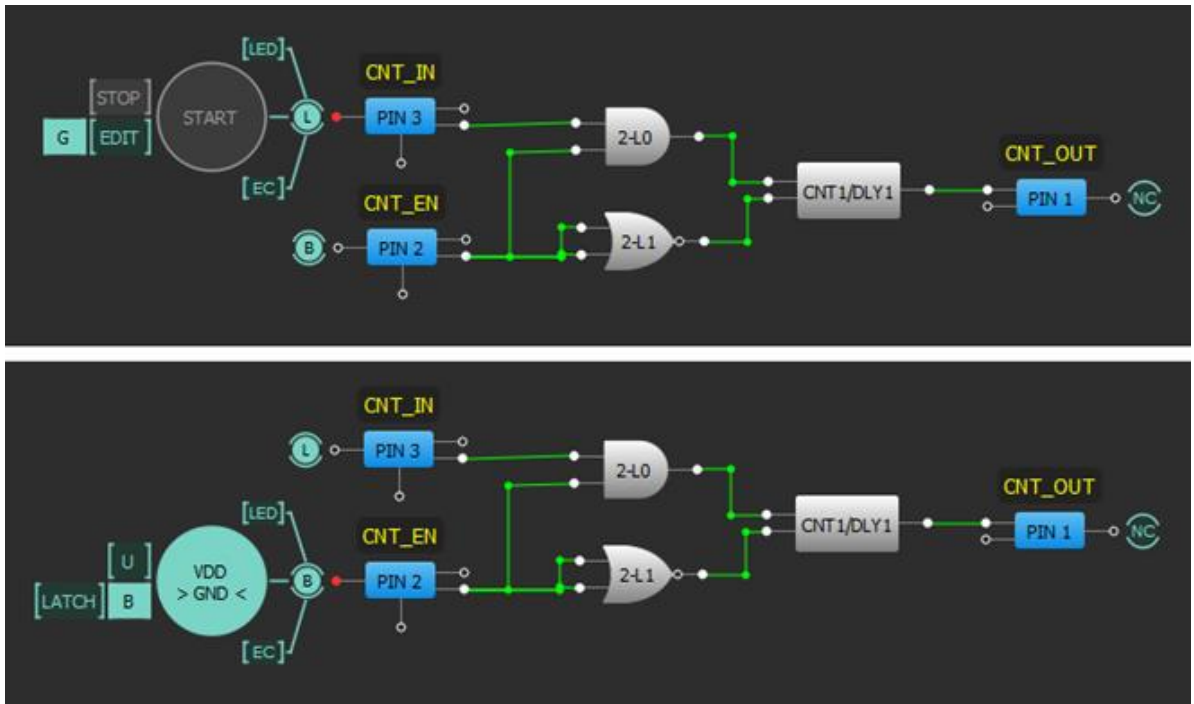 [LED]
CNT_IN
[STOP]
START
L
PIN 3
G [EDIT]
2-L0
[EC]
CNT_EN
CNT_OUT
CNT1/DLY1
PIN 1
NC
B
PIN 2
2-L1
CNT_IN
L
PIN 3
2-L0
[LED]
CNT_EN
CNT_OUT
CNT1/DLY1
PIN 1
NC
[U]
VDD
> GND <
B
PIN 2
2-L1
[LATCH] B
[EC]